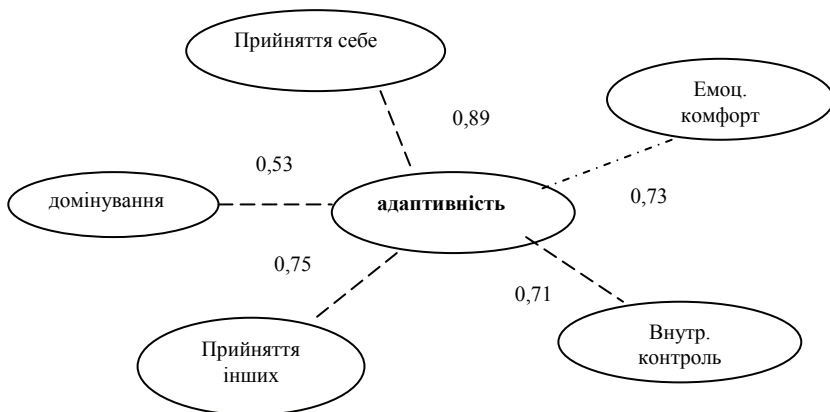 Прийняття себе
Емоц.
комфорт
0,89
0,53
0,73
домінування
адаптивність
0,75
0,71
Прийняття
інших
Внутр.
контроль